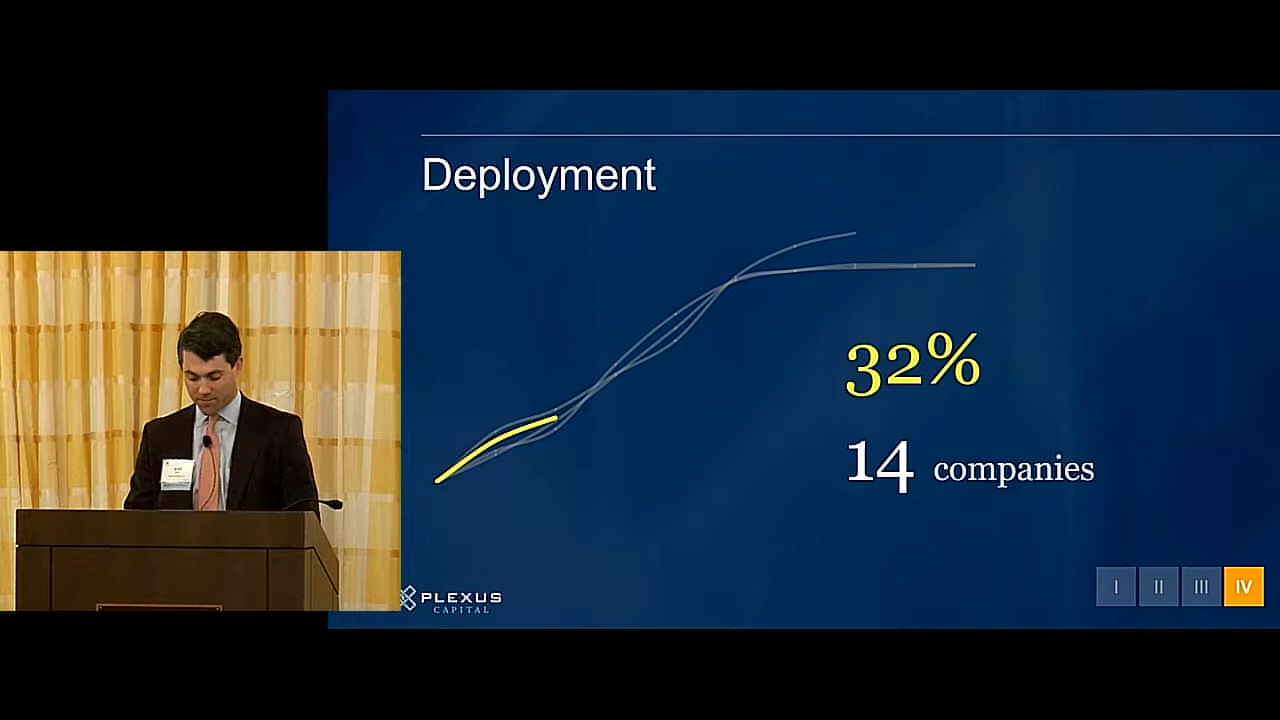 Deployment
32%
14 companies
PLEXUS
CAPITAL
I II III IV